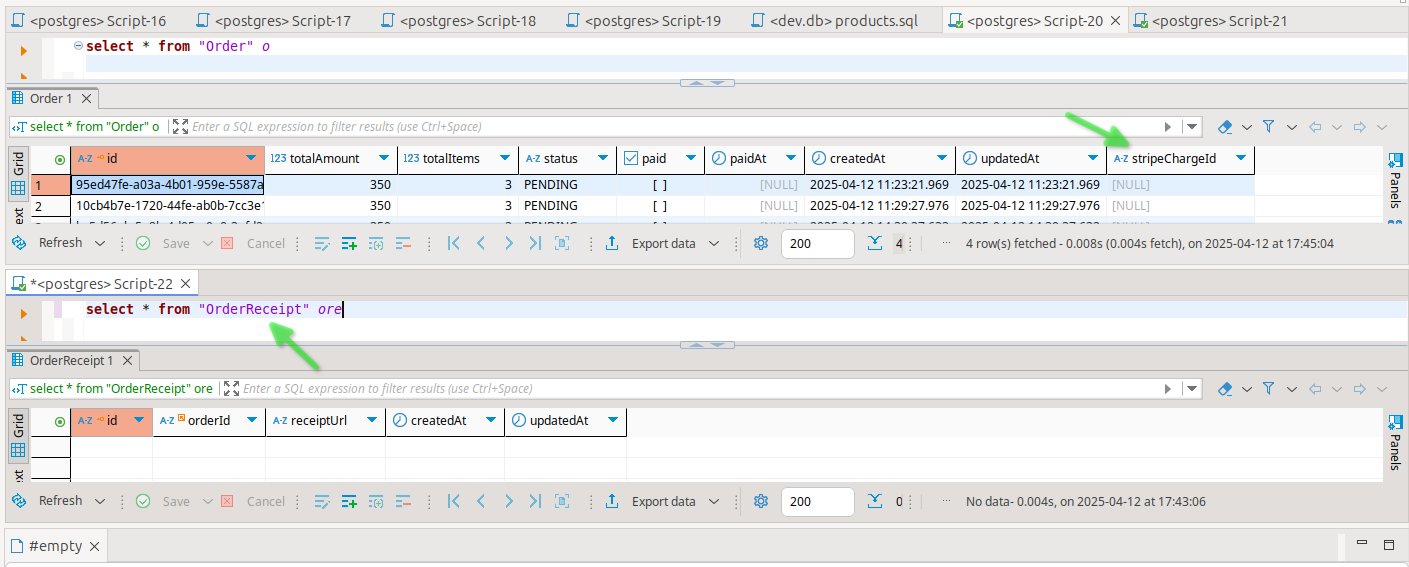 <postgres> Script-16 <postgres> Script-17 <postgres> Script-18 <postgres> Script-19 <dev.db> products.sql <postgres> Script-20 <postgres> Script-21
select * from "Order" o
Order 1
select * from "Order" o Enter a SQL expression to filter results (use Ctrl+Space)
Grid
A-Z id 123 totalAmount 123 totalItems A-Z status paid paidAt createdAt updatedAt A-Z stripeChargeId
Panels
1 95ed47fe-a03a-4b01-959e-5587a 350 3 PENDING [ ] [NULL] 2025-04-12 11:23:21.969 2025-04-12 11:23:21.969 [NULL]
2 10cb4b7e-1720-44fe-ab0b-7cc3e1 350 3 PENDING [ ] [NULL] 2025-04-12 11:29:27.976 2025-04-12 11:29:27.976 [NULL]
Refresh Save Cancel Export data 200 4 ... 4 row(s) fetched - 0.008s (0.004s fetch), on 2025-04-12 at 17:45:04
*<postgres> Script-22
select * from "OrderReceipt" ore
OrderReceipt 1
select * from "OrderReceipt" ore Enter a SQL expression to filter results (use Ctrl+Space)
Grid
A-Z id A-Z orderId A-Z receiptUrl createdAt updatedAt
Panels
Refresh Save Cancel Export data 200 0 ... No data- 0.004s, on 2025-04-12 at 17:43:06
#empty